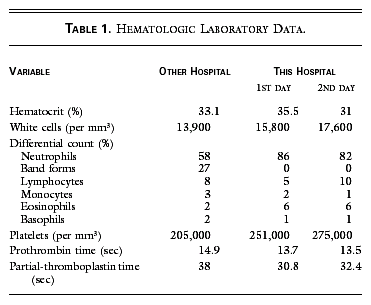 TABLE 1. HEMATOLOGIC LABORATORY DATA.
VARIABLE OTHER HOSPITAL THIS HOSPITAL
1ST DAY 2ND DAY
Hematocrit (%) 33.1 35.5 31
White cells (per mm³) 13,900 15,800 17,600
Differential count (%)
Neutrophils 58 86 82
Band forms 27 0 0
Lymphocytes 8 5 10
Monocytes 3 2 1
Eosinophils 2 6 6
Basophils 2 1 1
Platelets (per mm³) 205,000 251,000 275,000
Prothrombin time (sec) 14.9 13.7 13.5
Partial-thromboplastin time 38 30.8 32.4
(sec)